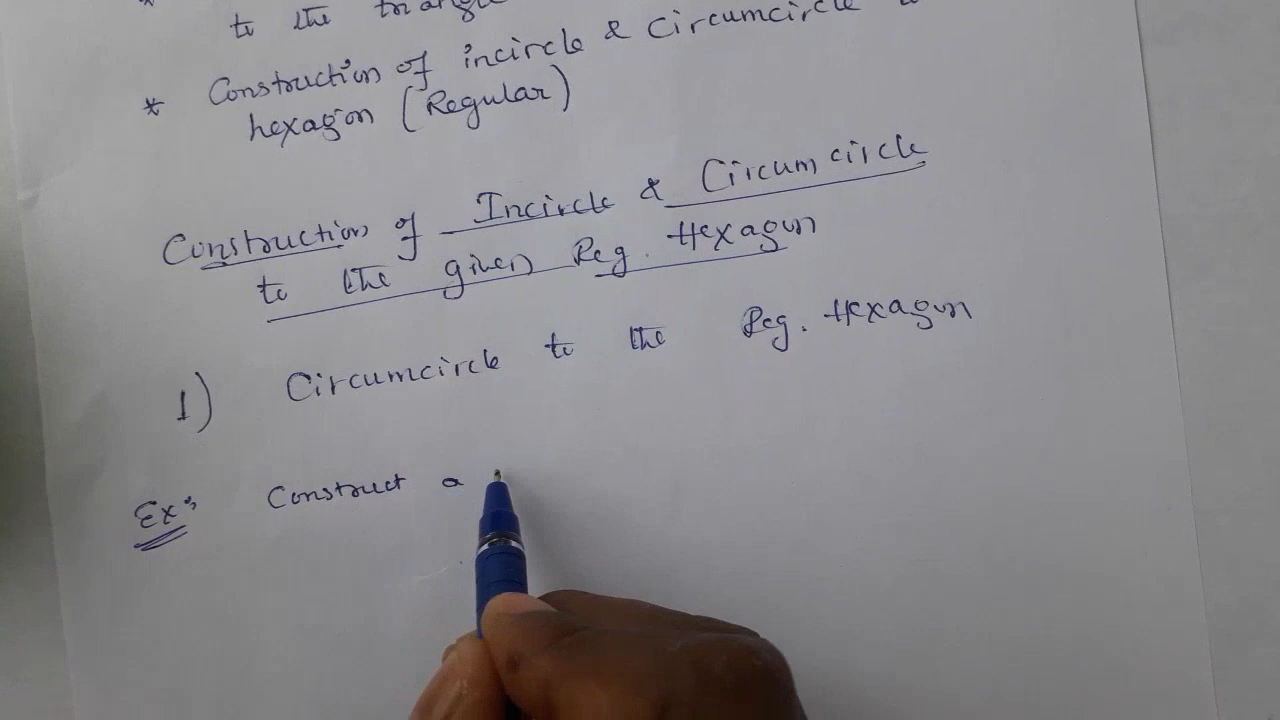 to the triangle
* Construction of incircle & Circumcircle
hexagon (Regular)
Construction of Incircle & Circumcircle
to the given Reg. Hexagon
1) Circumcircle to the Reg. Hexagon
Ex: Construct a